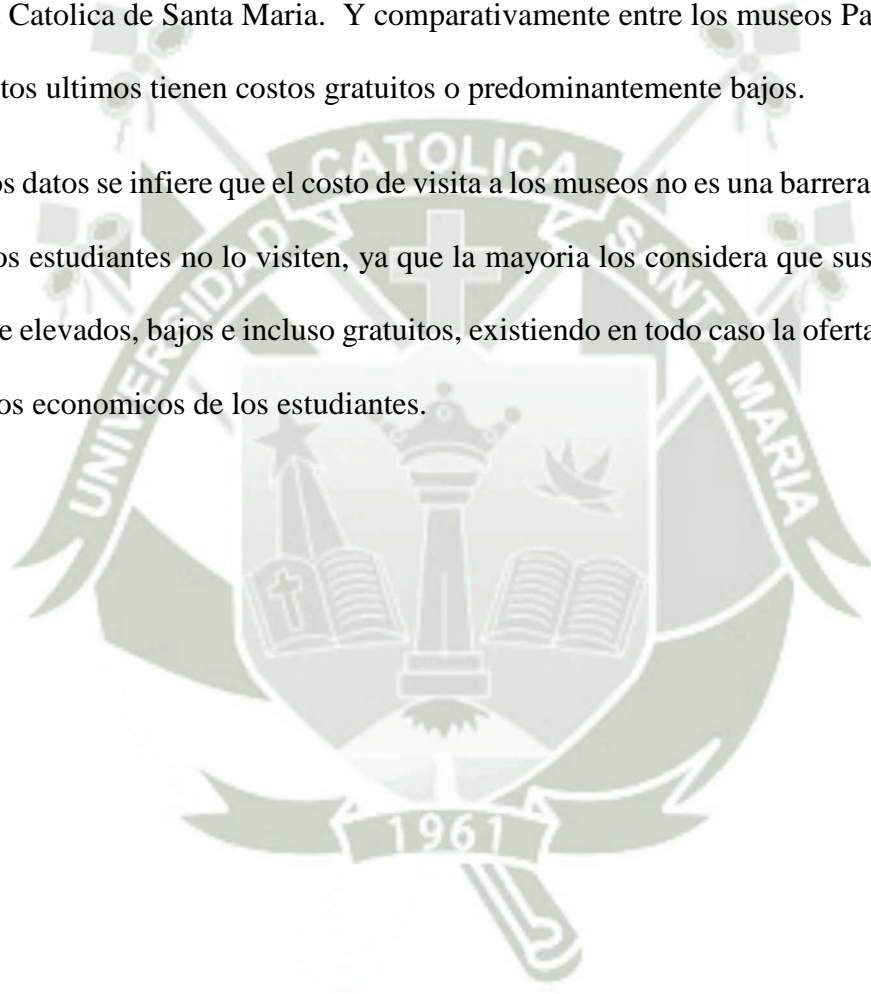 Catolica de Santa Maria. Y comparativamente entre los museos Pa
tos ultimos tienen costos gratuitos o predominantemente bajos.
os datos se infiere que el costo de visita a los museos no es una barrera
os estudiantes no lo visiten, ya que la mayoria los considera que sus
e elevados, bajos e incluso gratuitos, existiendo en todo caso la oferta
os economicos de los estudiantes.
UNIVERSIDAD CATOLICA SANTA MARIA
1961